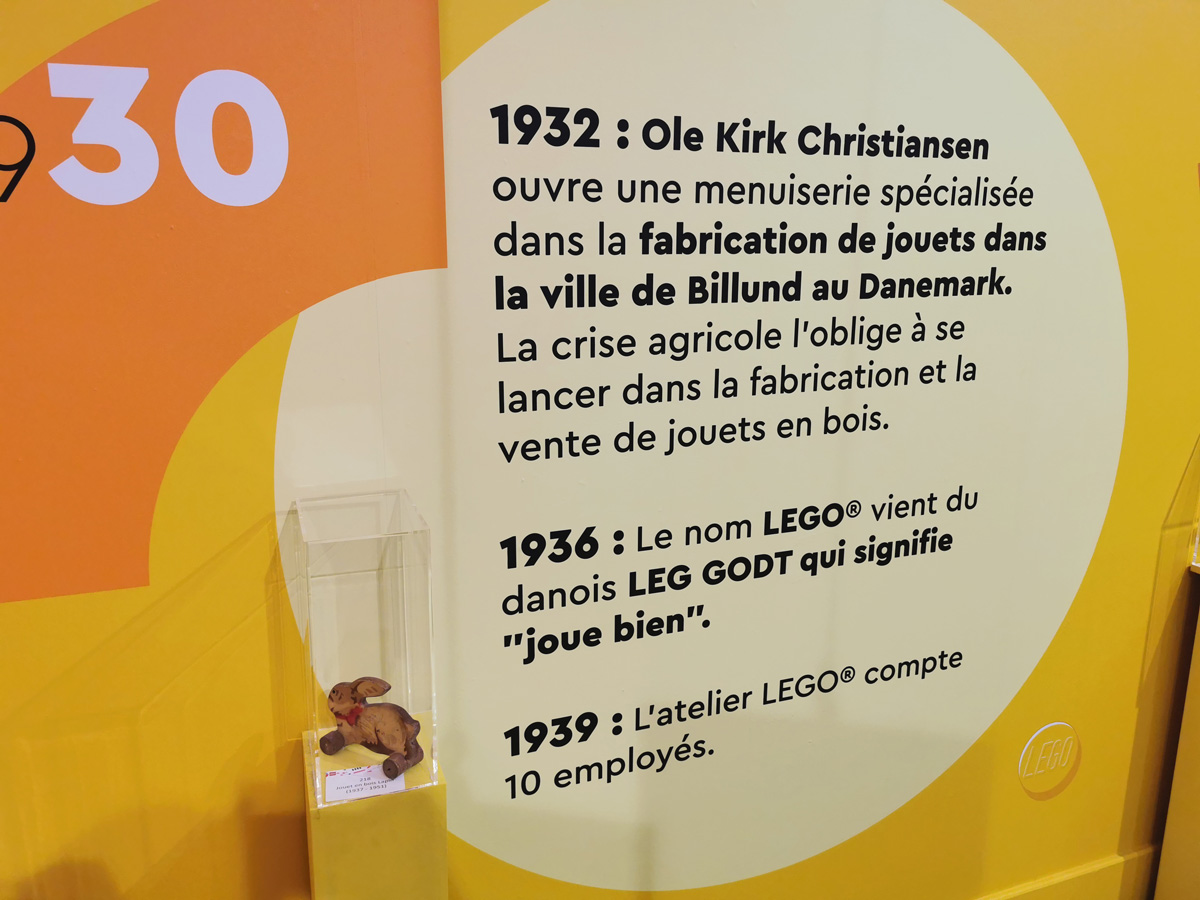 930
1932 : Ole Kirk Christiansen
ouvre une menuiserie spécialisée
dans la fabrication de jouets dans
la ville de Billund au Danemark.
La crise agricole l'oblige à se
lancer dans la fabrication et la
vente de jouets en bois.
1936 : Le nom LEGO® vient du
danois LEG GODT qui signifie
"joue bien".
1939 : L'atelier LEGO® compte
10 employés.
LEGO